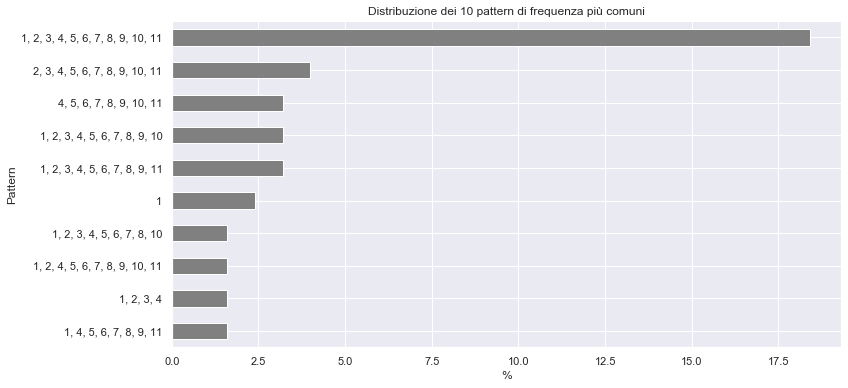 Distribuzione dei 10 pattern di frequenza più comuni
1, 2, 3, 4, 5, 6, 7, 8, 9, 10, 11
2, 3, 4, 5, 6, 7, 8, 9, 10, 11
4, 5, 6, 7, 8, 9, 10, 11
1, 2, 3, 4, 5, 6, 7, 8, 9, 10
1, 2, 3, 4, 5, 6, 7, 8, 9, 11
Pattern
1
1, 2, 3, 4, 5, 6, 7, 8, 10
1, 2, 4, 5, 6, 7, 8, 9, 10, 11
1, 2, 3, 4
1, 4, 5, 6, 7, 8, 9, 11
0.0 2.5 5.0 7.5 10.0 12.5 15.0 17.5
%